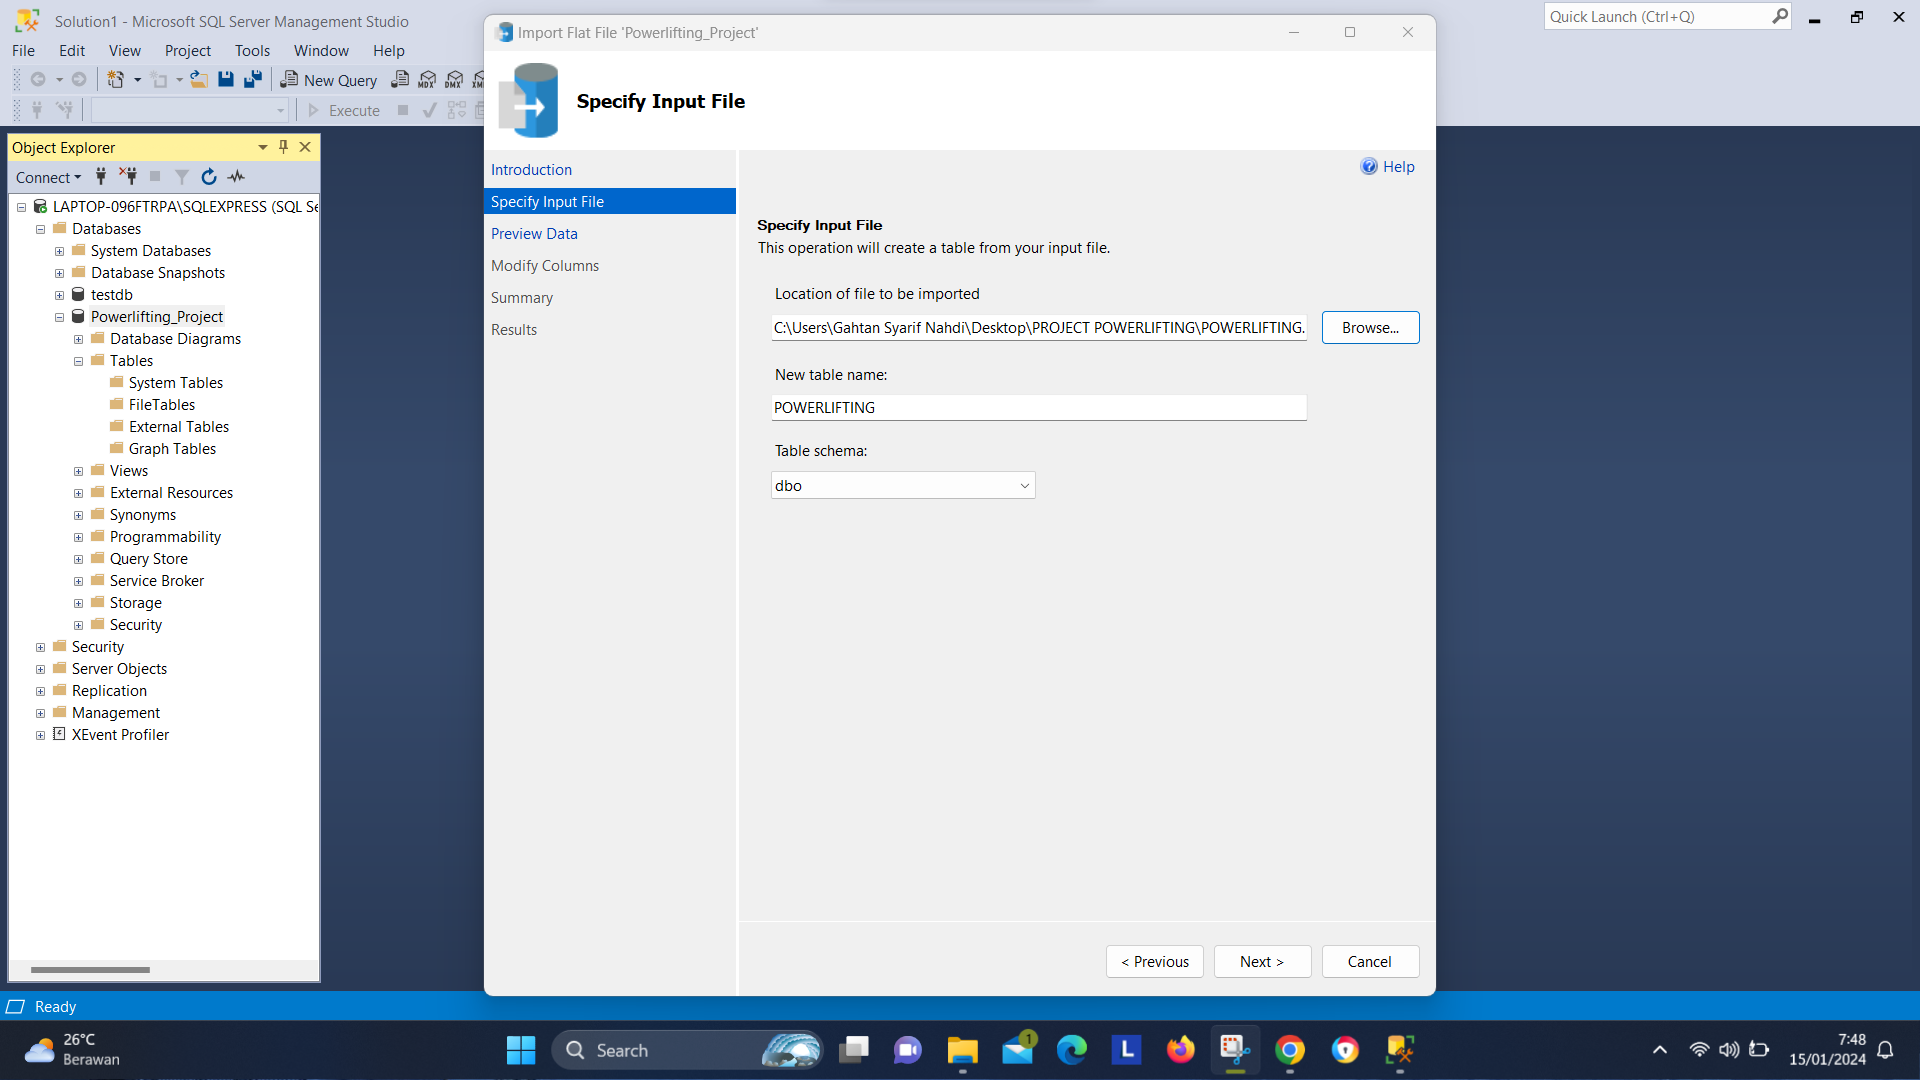 Solution1 - Microsoft SQL Server Management Studio
Quick Launch (Ctrl+Q)
File Edit View Project Tools Window Help
New Query
MDX DMX
Execute
Object Explorer
Connect
LAPTOP-096FTRPA\SQLEXPRESS (SQL Se
Databases
System Databases
Database Snapshots
testdb
Powerlifting_Project
Database Diagrams
Tables
System Tables
FileTables
External Tables
Graph Tables
Views
External Resources
Synonyms
Programmability
Query Store
Service Broker
Storage
Security
Security
Server Objects
Replication
Management
XEvent Profiler
Import Flat File 'Powerlifting_Project'
Specify Input File
Introduction
Specify Input File
Preview Data
Modify Columns
Summary
Results
Help
Specify Input File
This operation will create a table from your input file.
Location of file to be imported
C:\Users\Gahtan Syarif Nahdi\Desktop\PROJECT POWERLIFTING\POWERLIFTING.
Browse...
New table name:
POWERLIFTING
Table schema:
dbo
< Previous
Next >
Cancel
Ready
26°C
Berawan
Search
1
L
7:48
15/01/2024